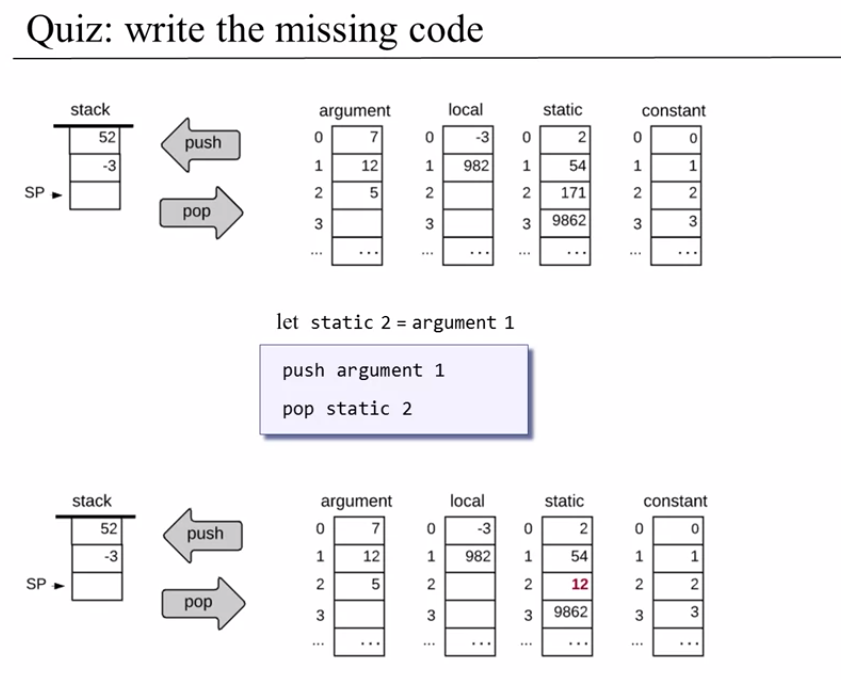 Quiz: write the missing code
stack argument local static constant
52 push 0 7 0 -3 0 2 0 0
-3 1 12 1 982 1 54 1 1
SP pop 2 5 2 2 171 2 2
3 3 3 9862 3 3
... ... ... ... ... ... ... ...
let static 2 = argument 1
push argument 1
pop static 2
stack argument local static constant
52 push 0 7 0 -3 0 2 0 0
-3 1 12 1 982 1 54 1 1
SP pop 2 5 2 2 12 2 2
3 3 3 9862 3 3
... ... ... ... ... ... ... ...